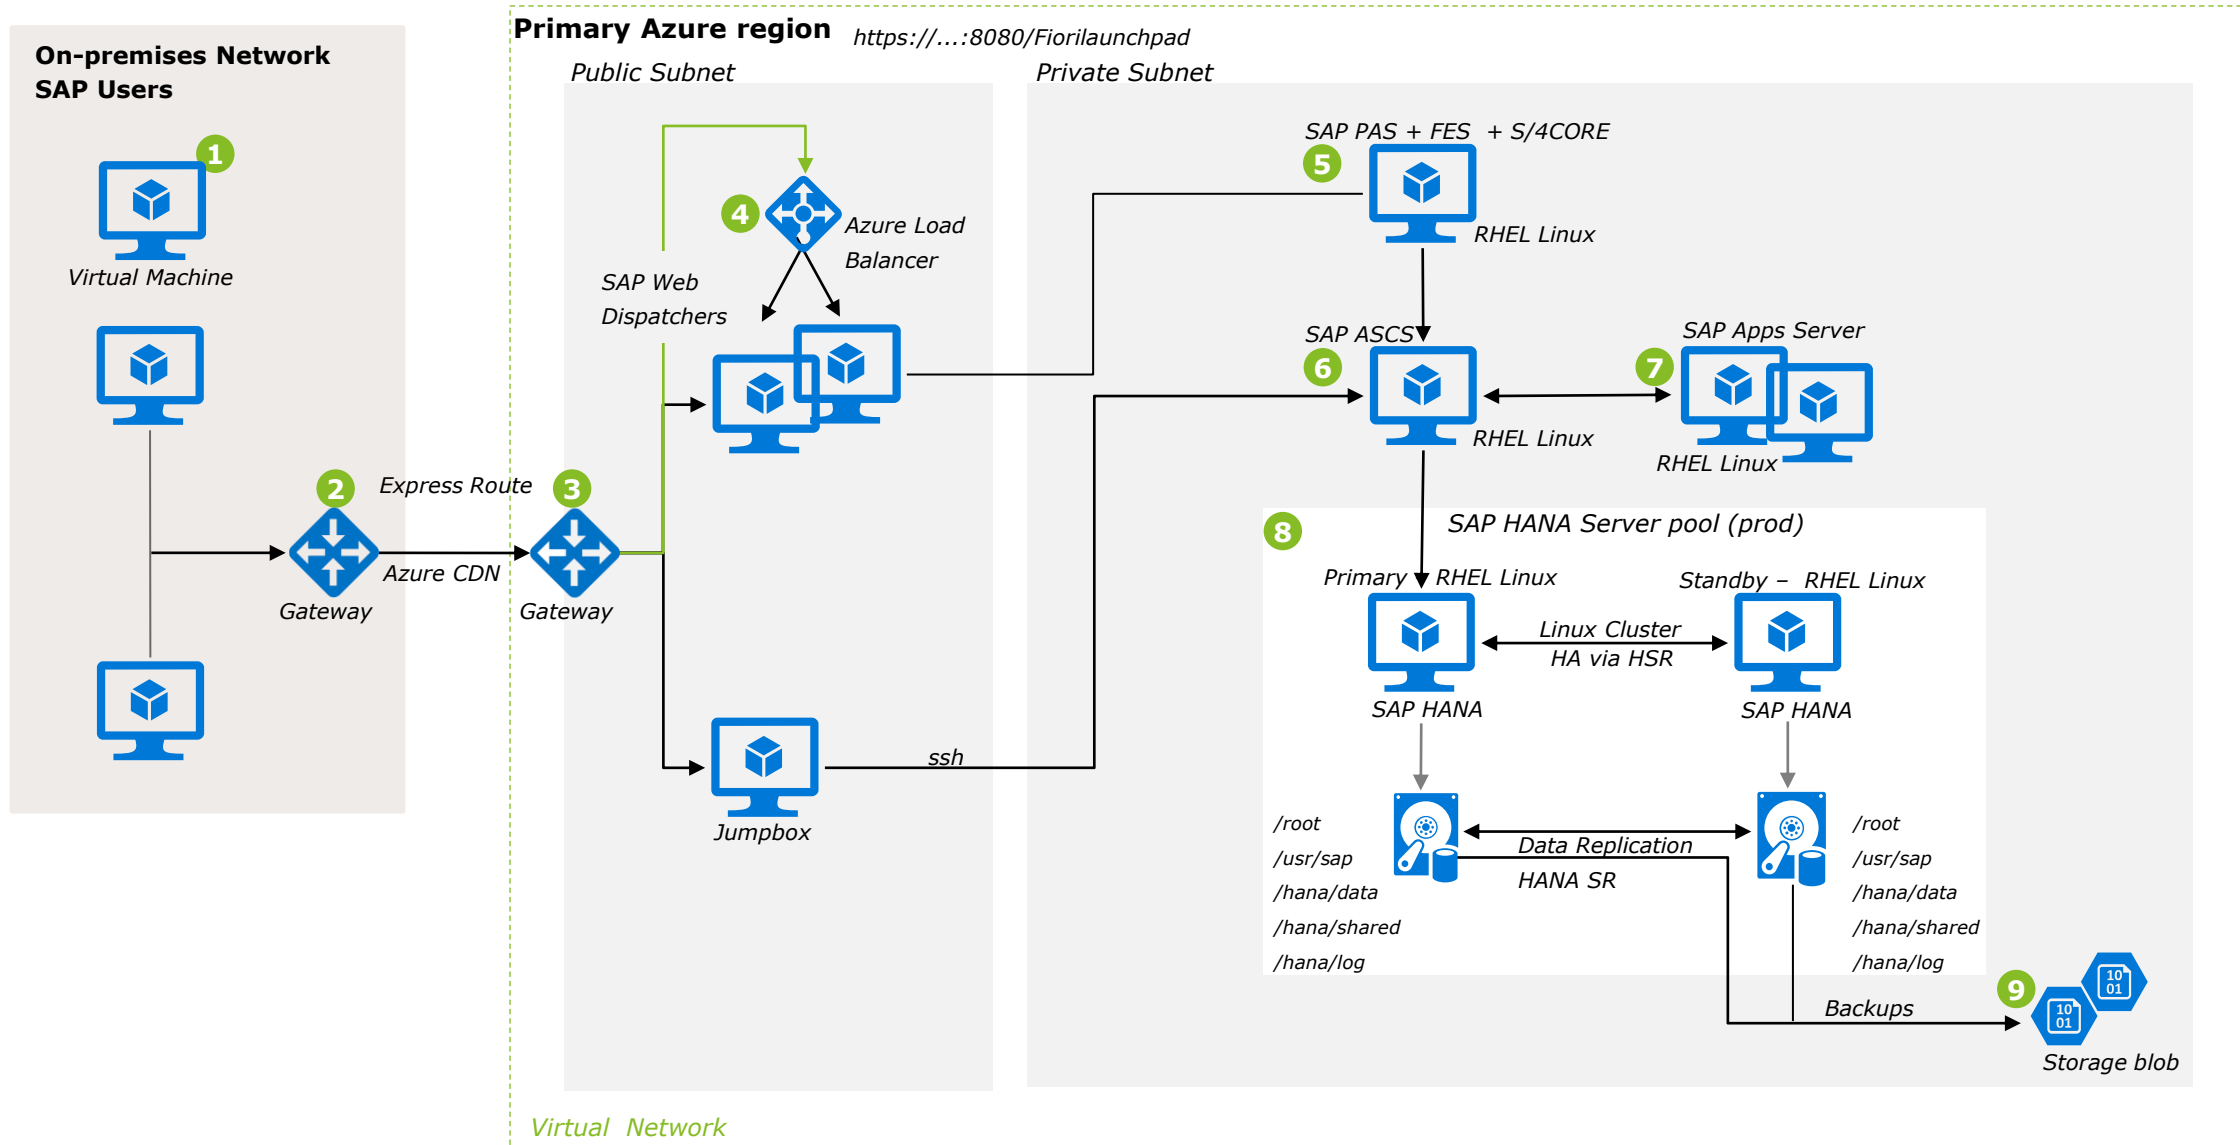 On-premises Network
SAP Users
1
Virtual Machine
2
Gateway
Express Route
Azure CDN
Primary Azure region
https://...:8080/Fiorilaunchpad
Public Subnet
3
Gateway
4
Azure Load
Balancer
SAP Web
Dispatchers
Jumpbox
ssh
Virtual Network
Private Subnet
SAP PAS + FES + S/4CORE
5
RHEL Linux
SAP ASCS
6
RHEL Linux
SAP Apps Server
7
RHEL Linux
8
SAP HANA Server pool (prod)
Primary RHEL Linux
Standby – RHEL Linux
Linux Cluster
HA via HSR
SAP HANA
SAP HANA
Data Replication
HANA SR
/root
/usr/sap
/hana/data
/hana/shared
/hana/log
/root
/usr/sap
/hana/data
/hana/shared
/hana/log
Backups
9
10
01
10
01
Storage blob